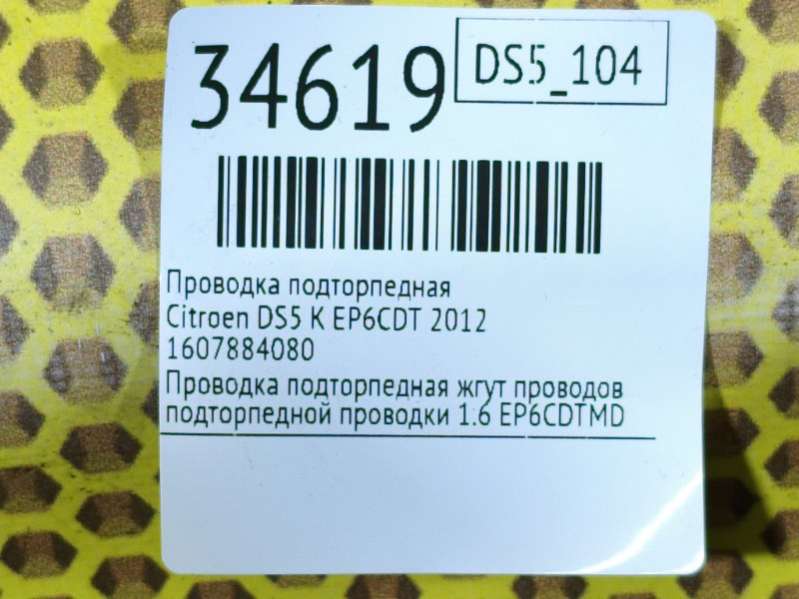 34619
DS5_104
Проводка подторпедная
Citroen DS5 K EP6CDT 2012
1607884080
Проводка подторпедная жгут проводов
подторпедной проводки 1.6 EP6CDTMD